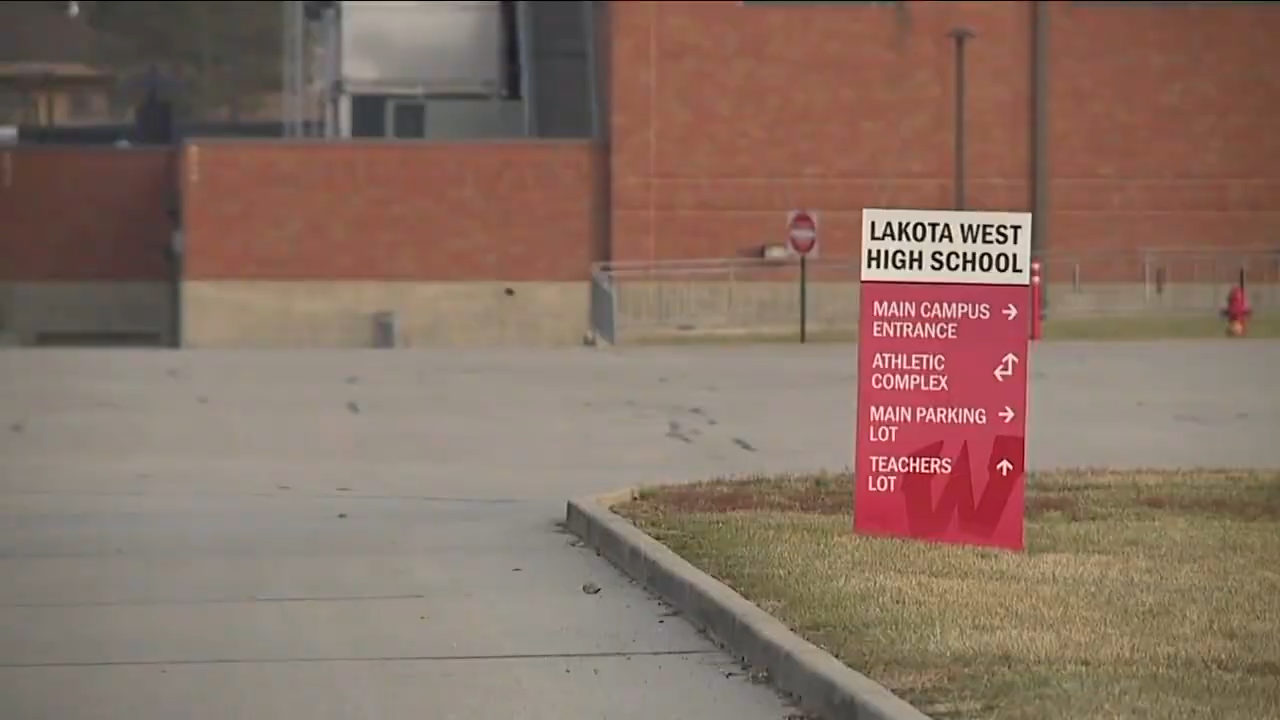 LAKOTA WEST
HIGH SCHOOL
MAIN CAMPUS →
ENTRANCE
ATHLETIC
COMPLEX
MAIN PARKING →
LOT
TEACHERS ↑
LOT
W